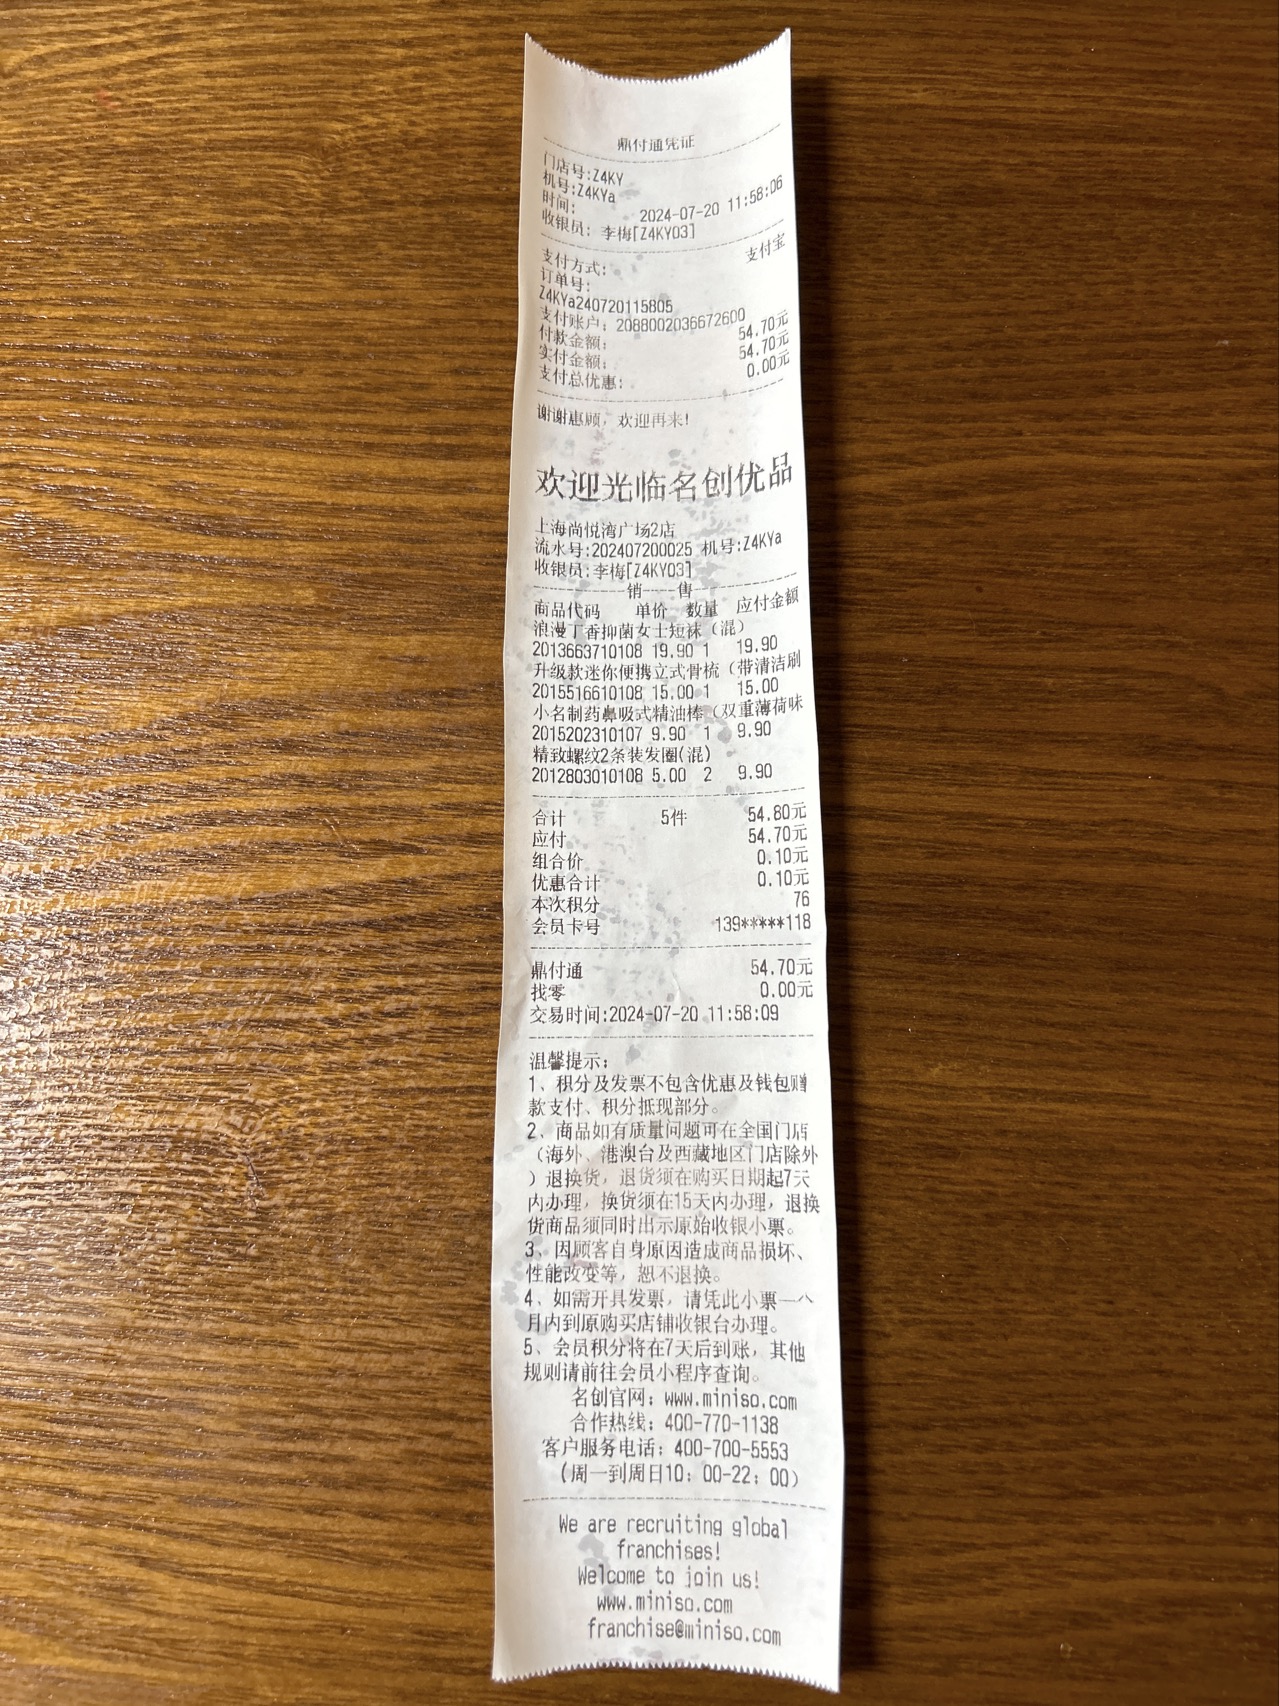 鼎付通凭证
门店号:Z4KY
机号:Z4KYa
时间: 2024-07-20 11:58:06
收银员: 李梅[Z4KY03]
支付方式: 支付宝
订单号:
Z4KYa240720115805
支付账户: 2088002036672600
付款金额: 54.70元
实付金额: 54.70元
支付总优惠: 0.00元
谢谢惠顾，欢迎再来!
欢迎光临名创优品
上海尚悦湾广场2店
流水号:202407200025 机号:Z4KYa
收银员:李梅[Z4KY03]
销 售
商品代码 单价 数量 应付金额
浪漫丁香抑菌女士短袜（混）
2013663710108 19.90 1 19.90
升级款迷你便携立式骨梳（带清洁刷
2015516610108 15.00 1 15.00
小名制药鼻吸式精油棒（双重薄荷味
2015202310107 9.90 1 9.90
精致螺纹2条装发圈(混)
2012803010108 5.00 2 9.90
合计 5件 54.80元
应付 54.70元
组合价 0.10元
优惠合计 0.10元
本次积分 76
会员卡号 139*****118
鼎付通 54.70元
找零 0.00元
交易时间:2024-07-20 11:58:09
温馨提示:
1、积分及发票不包含优惠及钱包赠
款支付、积分抵现部分。
2、商品如有质量问题可在全国门店
（海外、港澳台及西藏地区门店除外
）退换货，退货须在购买日期起7天
内办理，换货须在15天内办理，退换
货商品须同时出示原始收银小票。
3、因顾客自身原因造成商品损坏、
性能改变等，恕不退换。
4、如需开具发票，请凭此小票一个
月内到原购买店铺收银台办理。
5、会员积分将在7天后到账，其他
规则请前往会员小程序查询。
名创官网: www.miniso.com
合作热线: 400-770-1138
客户服务电话: 400-700-5553
（周一到周日10: 00-22: 00）
We are recruiting global
franchises!
Welcome to join us!
www.miniso.com
franchise@miniso.com